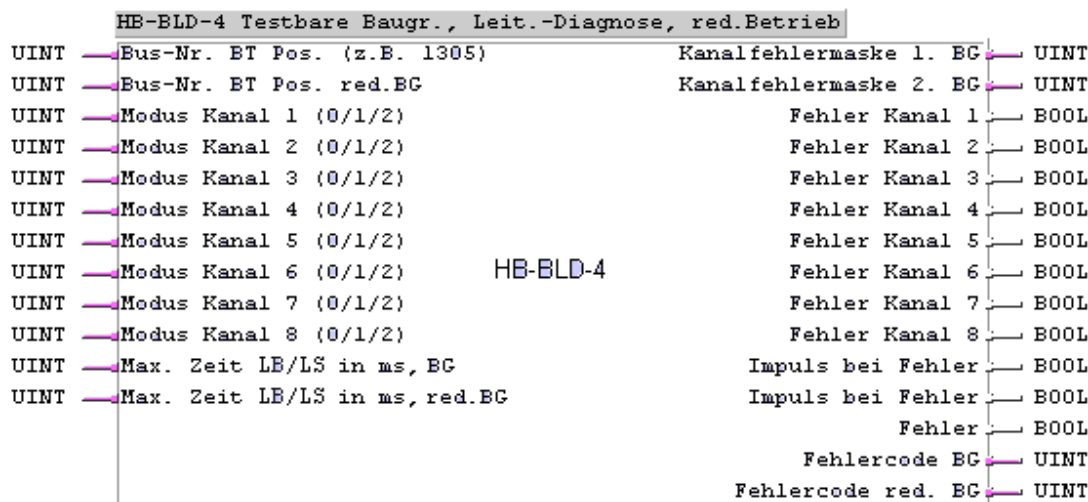 HB-BLD-4 Testbare Baugr., Leit.-Diagnose, red.Betrieb
UINT Bus-Nr. BT Pos. (z.B. 1305) Kanalfehlermaske 1. BG UINT
UINT Bus-Nr. BT Pos. red.BG Kanalfehlermaske 2. BG UINT
UINT Modus Kanal 1 (0/1/2) Fehler Kanal 1 BOOL
UINT Modus Kanal 2 (0/1/2) Fehler Kanal 2 BOOL
UINT Modus Kanal 3 (0/1/2) Fehler Kanal 3 BOOL
UINT Modus Kanal 4 (0/1/2) Fehler Kanal 4 BOOL
UINT Modus Kanal 5 (0/1/2) Fehler Kanal 5 BOOL
UINT Modus Kanal 6 (0/1/2) HB-BLD-4 Fehler Kanal 6 BOOL
UINT Modus Kanal 7 (0/1/2) Fehler Kanal 7 BOOL
UINT Modus Kanal 8 (0/1/2) Fehler Kanal 8 BOOL
UINT Max. Zeit LB/LS in ms, BG Impuls bei Fehler BOOL
UINT Max. Zeit LB/LS in ms, red.BG Impuls bei Fehler BOOL
Fehler BOOL
Fehlercode BG UINT
Fehlercode red. BG UINT